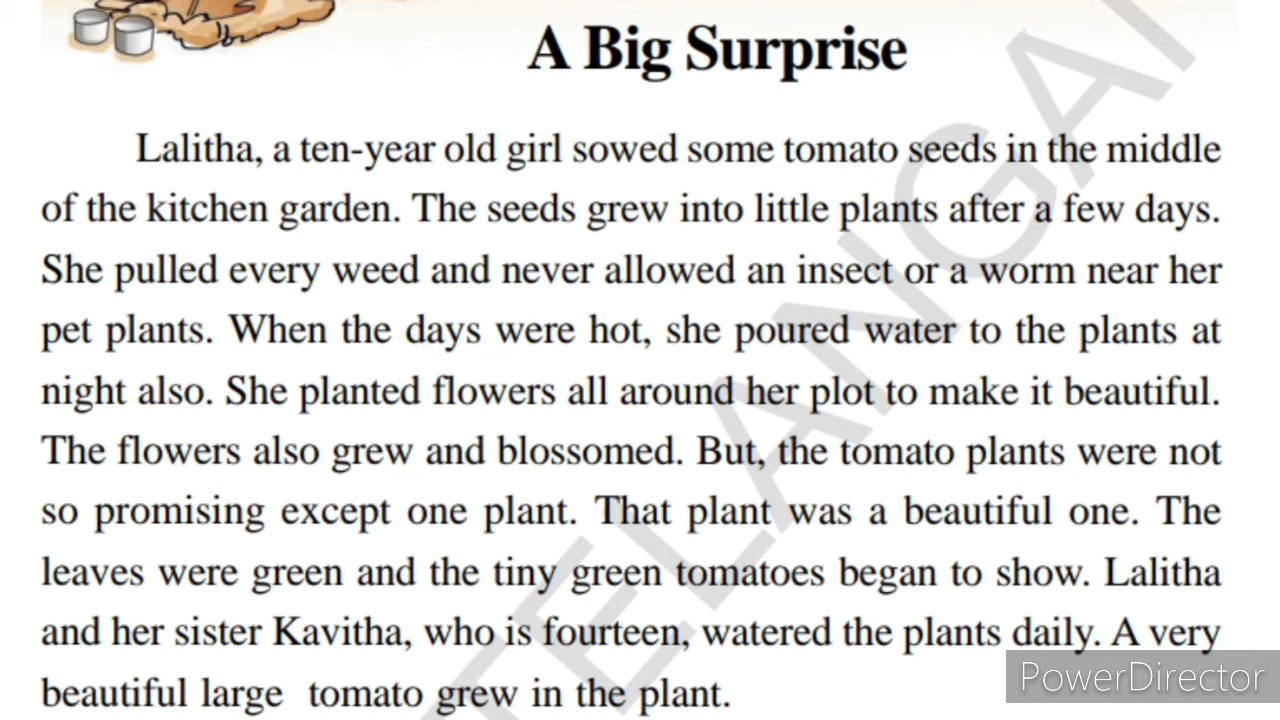 A Big Surprise
Lalitha, a ten-year old girl sowed some tomato seeds in the middle
of the kitchen garden. The seeds grew into little plants after a few days.
She pulled every weed and never allowed an insect or a worm near her
pet plants. When the days were hot, she poured water to the plants at
night also. She planted flowers all around her plot to make it beautiful.
The flowers also grew and blossomed. But, the tomato plants were not
so promising except one plant. That plant was a beautiful one. The
leaves were green and the tiny green tomatoes began to show. Lalitha
and her sister Kavitha, who is fourteen, watered the plants daily. A very
beautiful large tomato grew in the plant.
PowerDirector